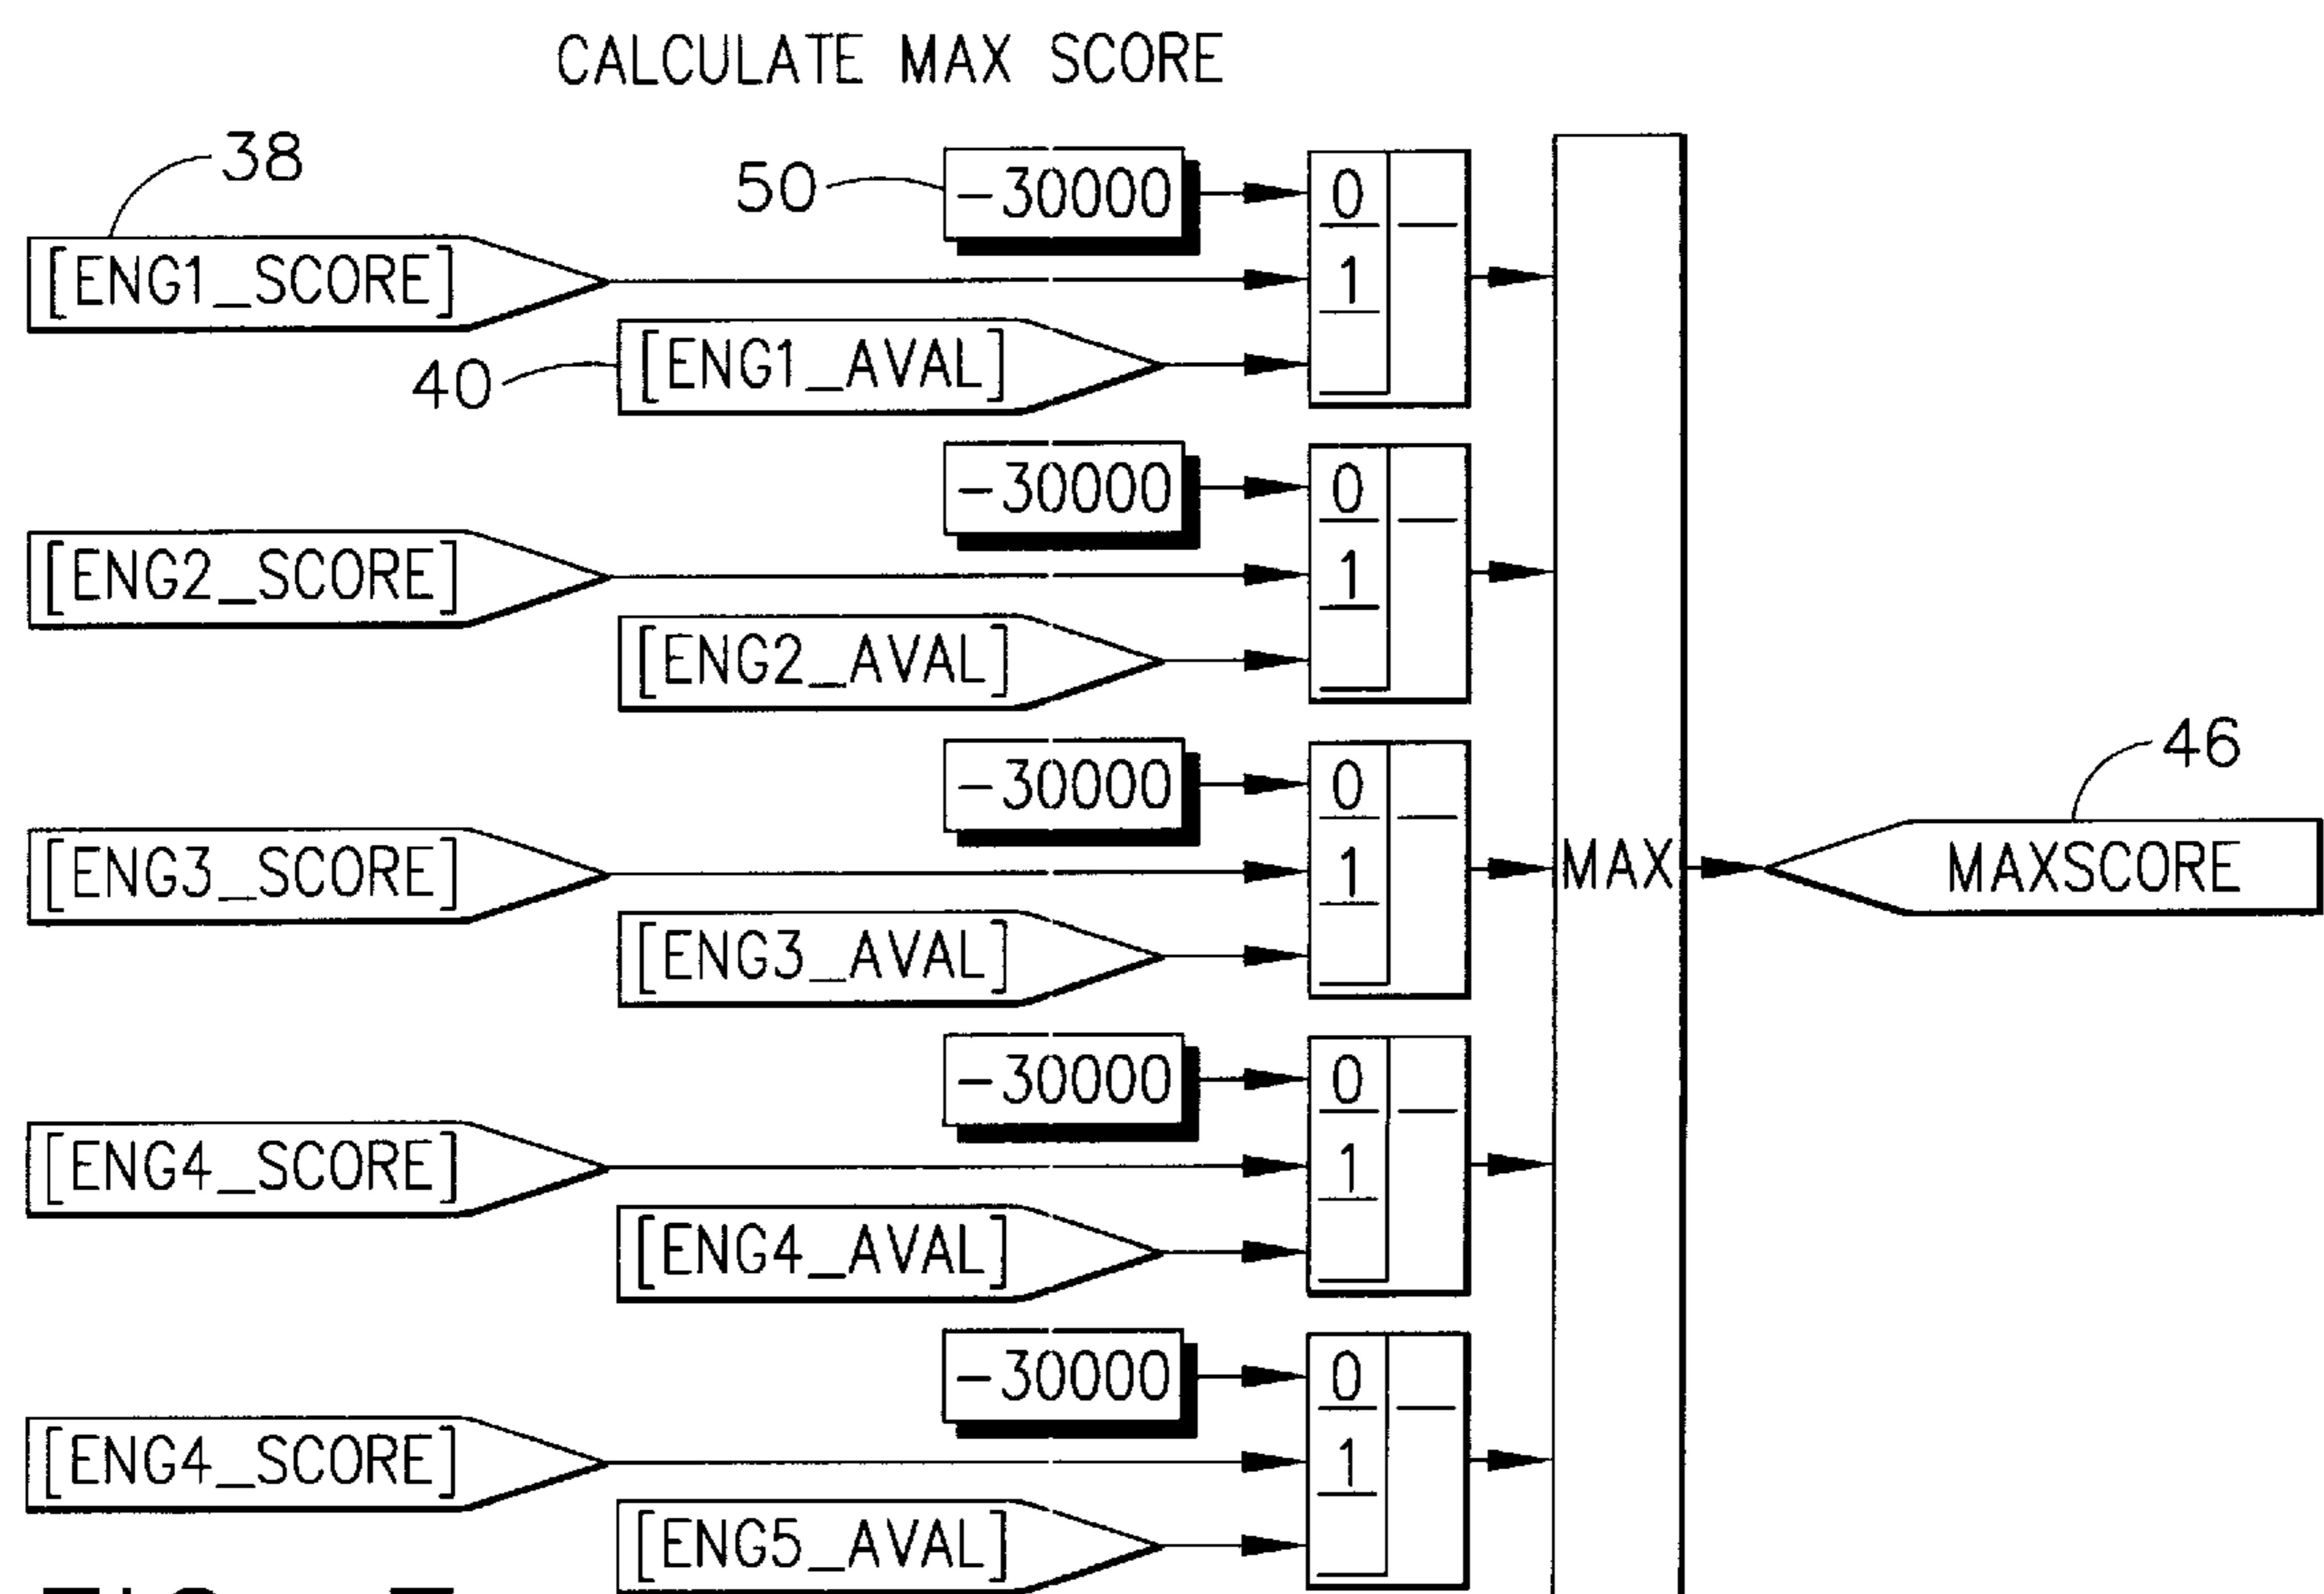 CALCULATE MAX SCORE
38
50
-30000
0
[ENG1_SCORE]
1
40
[ENG1_AVAL]
-30000
0
[ENG2_SCORE]
1
[ENG2_AVAL]
46
-30000
0
[ENG3_SCORE]
1
MAX
MAXSCORE
[ENG3_AVAL]
-30000
0
[ENG4_SCORE]
1
[ENG4_AVAL]
-30000
0
[ENG4_SCORE]
1
[ENG5_AVAL]